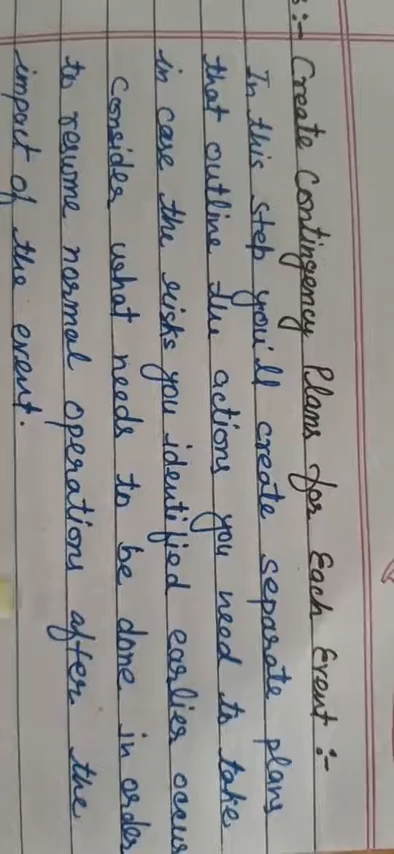 :- Create Contingency Plans for Each Event :-
In this step you'll create separate plans
that outline the actions you need to take
in case the risks you identified earlier occur
Consider what needs to be done in order
to resume normal operations after the
impact of the event.